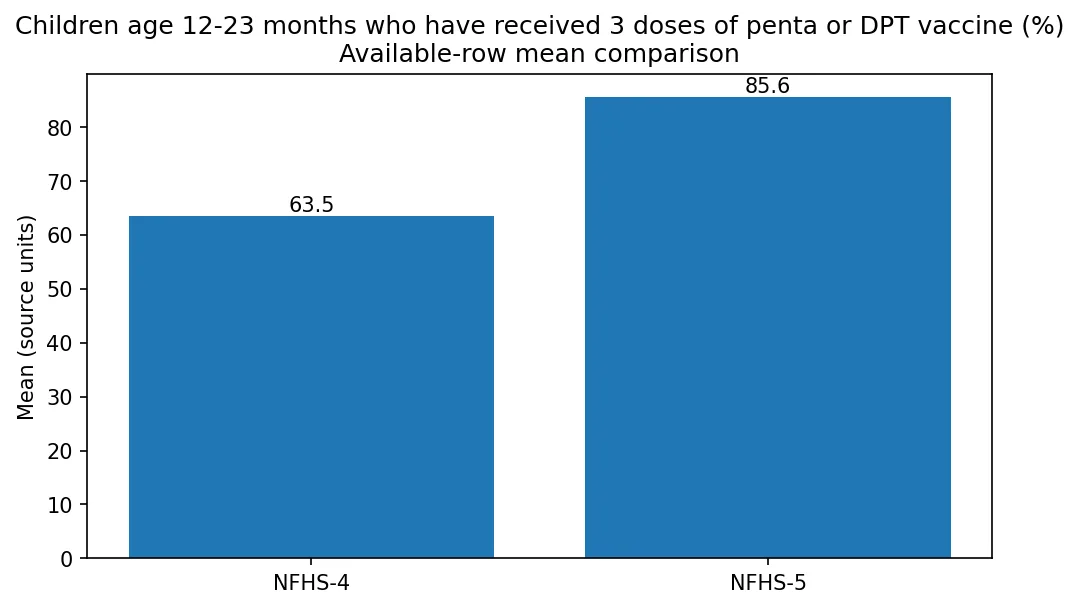 Children age 12-23 months who have received 3 doses of penta or DPT vaccine (%)
Available-row mean comparison
Mean (source units)
80
70
60
50
40
30
20
10
0
63.5
85.6
NFHS-4
NFHS-5